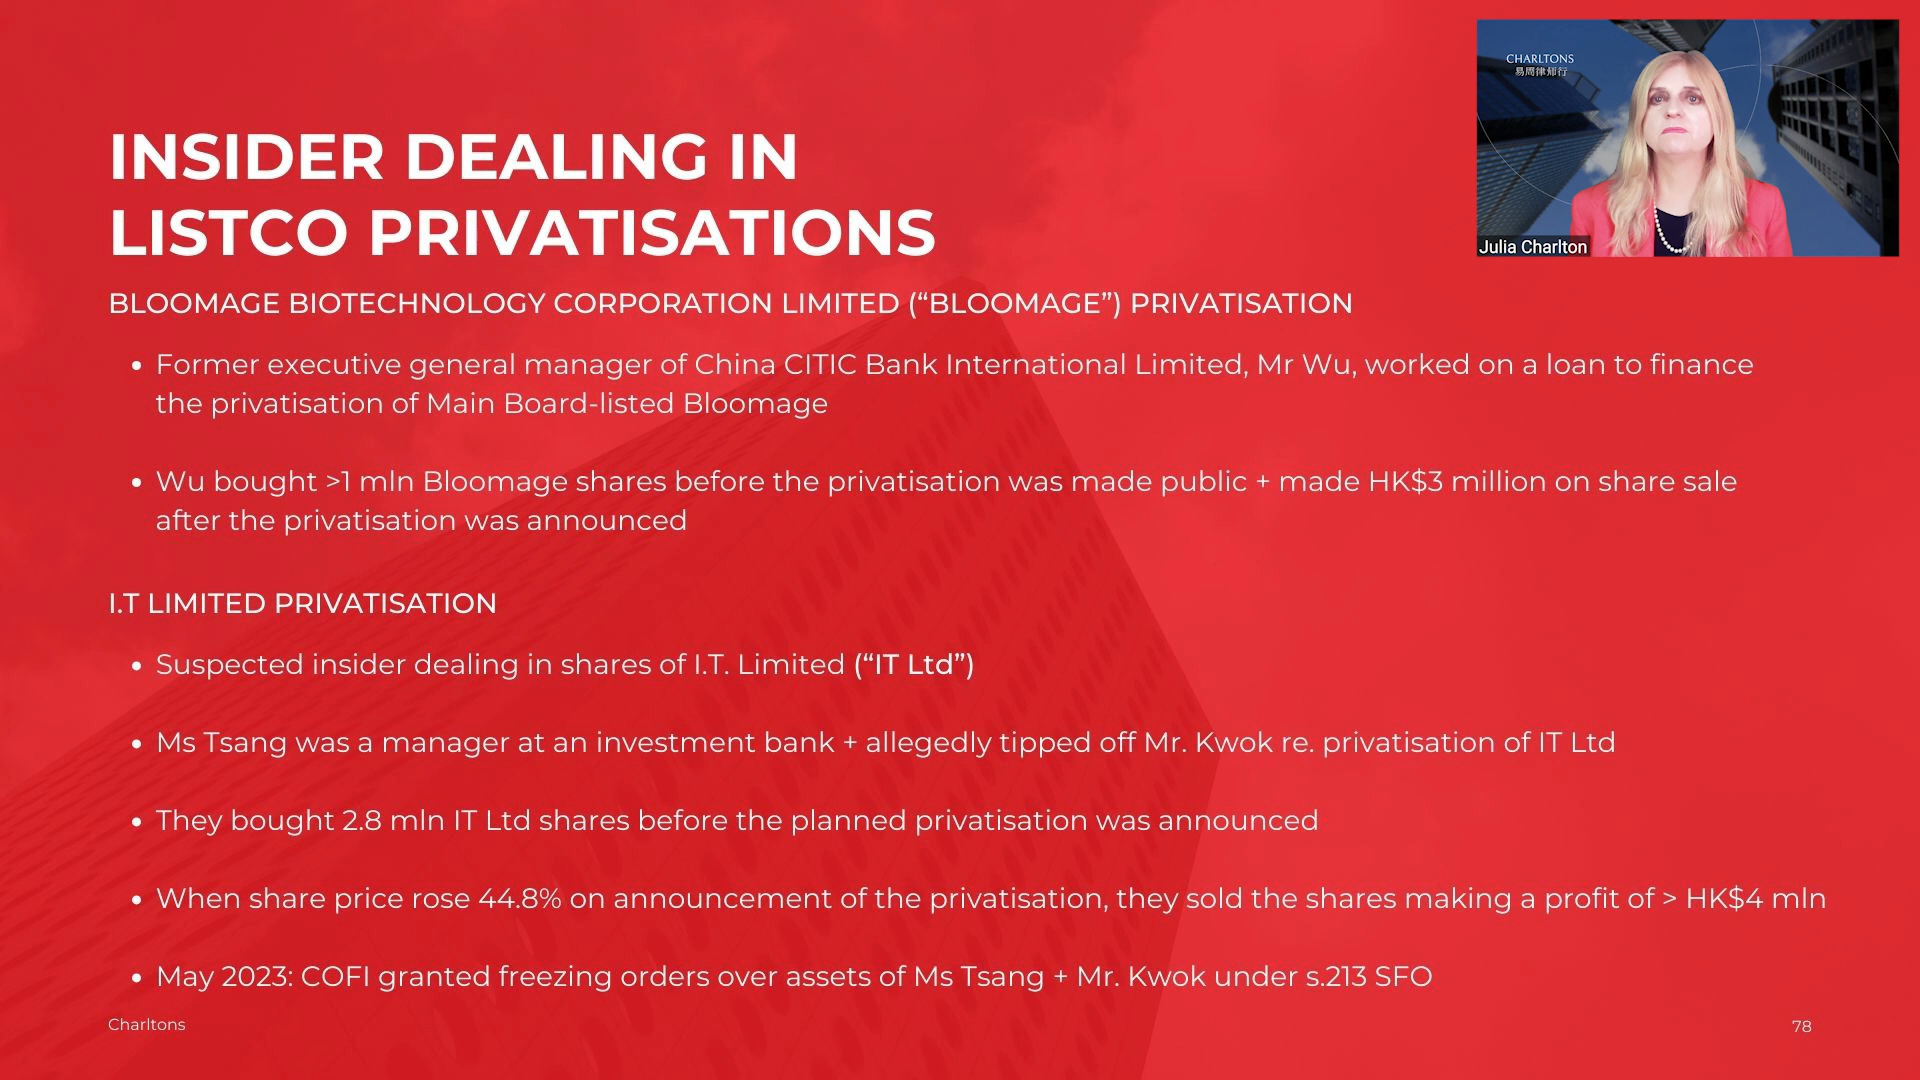 CHARLTONS
易周律师行
Julia Charlton
INSIDER DEALING IN
LISTCO PRIVATISATIONS
BLOOMAGE BIOTECHNOLOGY CORPORATION LIMITED (“BLOOMAGE”) PRIVATISATION
• Former executive general manager of China CITIC Bank International Limited, Mr Wu, worked on a loan to finance
the privatisation of Main Board-listed Bloomage
• Wu bought >1 mln Bloomage shares before the privatisation was made public + made HK$3 million on share sale
after the privatisation was announced
I.T LIMITED PRIVATISATION
• Suspected insider dealing in shares of I.T. Limited (“IT Ltd”)
• Ms Tsang was a manager at an investment bank + allegedly tipped off Mr. Kwok re. privatisation of IT Ltd
• They bought 2.8 mln IT Ltd shares before the planned privatisation was announced
• When share price rose 44.8% on announcement of the privatisation, they sold the shares making a profit of > HK$4 mln
• May 2023: COFI granted freezing orders over assets of Ms Tsang + Mr. Kwok under s.213 SFO
Charltons
78